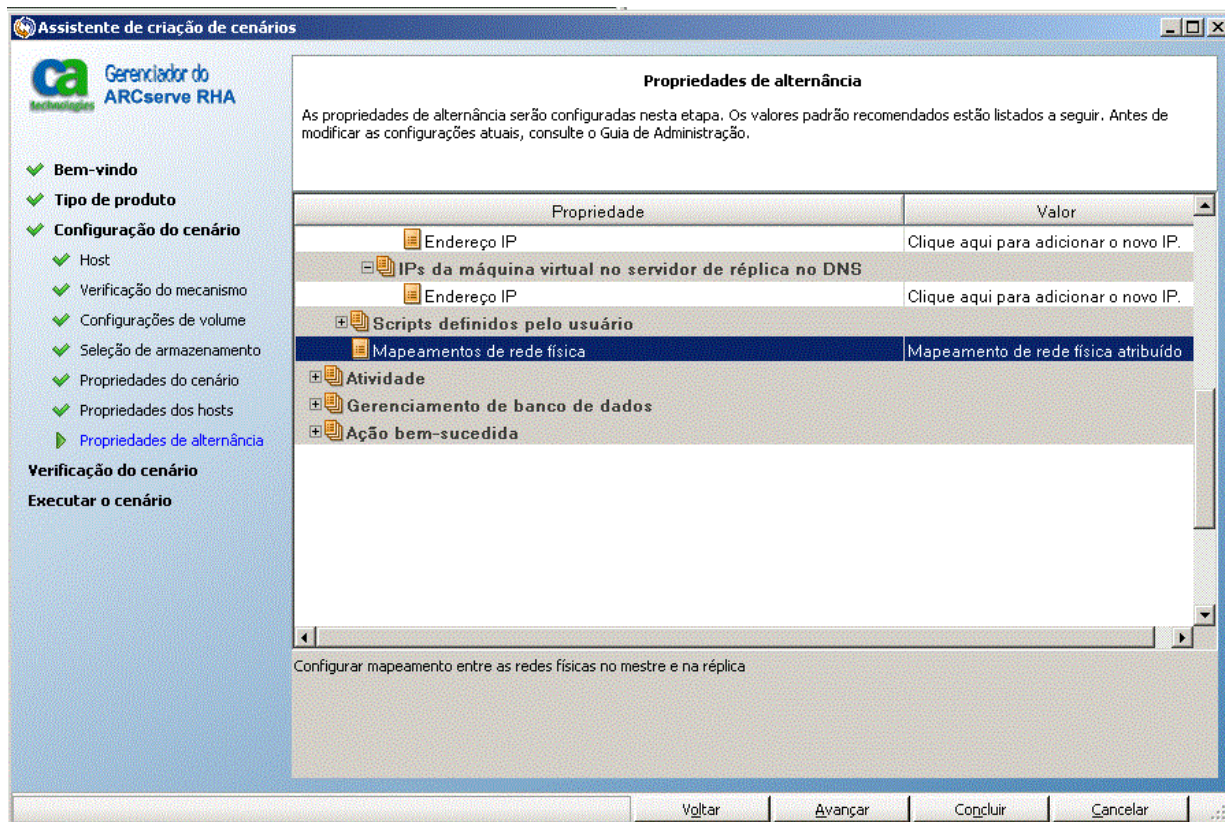 Assistente de criação de cenários
ca
technologies
Gerenciador do
ARCserve RHA
Bem-vindo
Tipo de produto
Configuração do cenário
Host
Verificação do mecanismo
Configurações de volume
Seleção de armazenamento
Propriedades do cenário
Propriedades dos hosts
Propriedades de alternância
Verificação do cenário
Executar o cenário
Propriedades de alternância
As propriedades de alternância serão configuradas nesta etapa. Os valores padrão recomendados estão listados a seguir. Antes de
modificar as configurações atuais, consulte o Guia de Administração.
Propriedade Valor
Endereço IP Clique aqui para adicionar o novo IP.
IPs da máquina virtual no servidor de réplica no DNS
Endereço IP Clique aqui para adicionar o novo IP.
Scripts definidos pelo usuário
Mapeamentos de rede física Mapeamento de rede física atribuído
Atividade
Gerenciamento de banco de dados
Ação bem-sucedida
Configurar mapeamento entre as redes físicas no mestre e na réplica
Voltar Avançar Concluir Cancelar